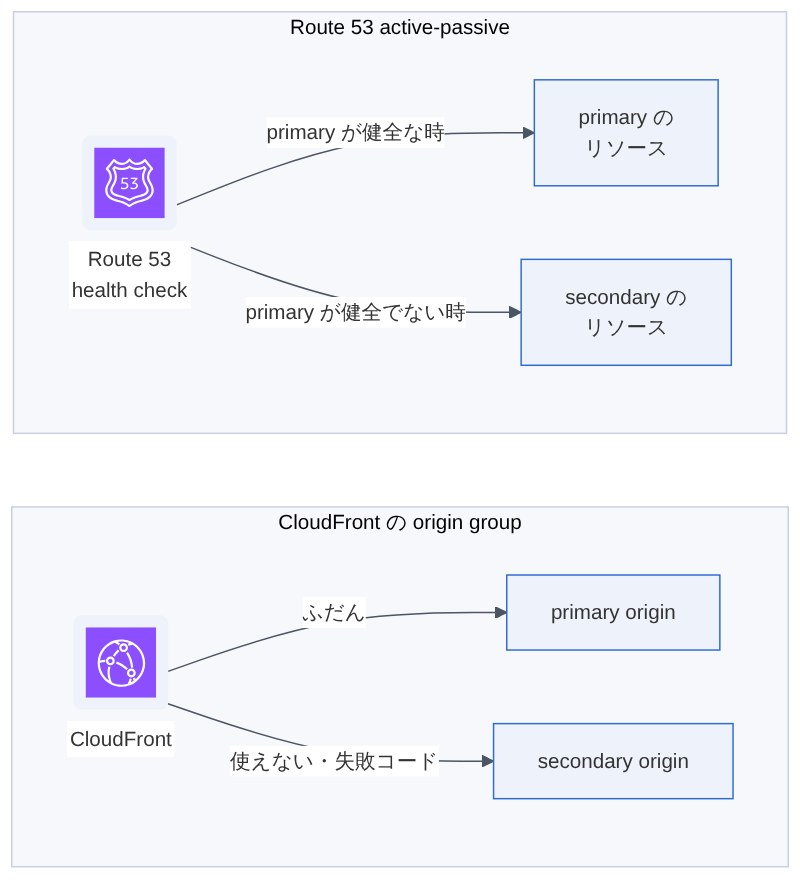 Route 53 active-passive
primary が健全な時
primary の
リソース
53
Route 53
health check
primary が健全でない時
secondary の
リソース
CloudFront の origin group
ふだん
primary origin
CloudFront
使えない・失敗コード
secondary origin